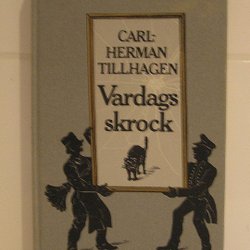 CARL-
HERMAN
TILLHAGEN
Vardags
skrock